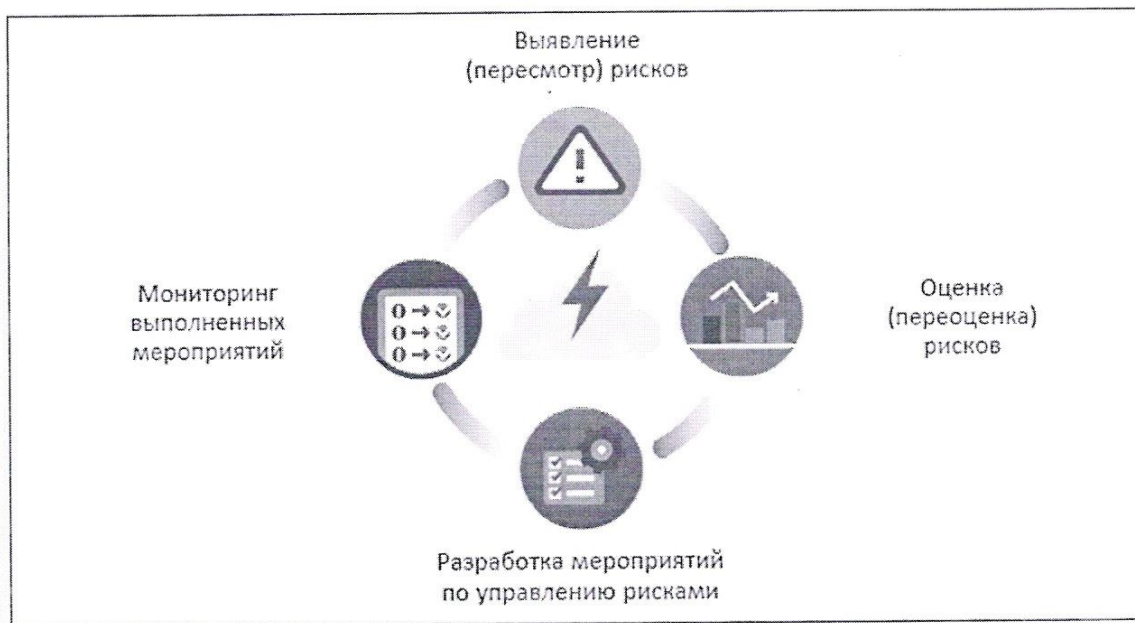 Выявление
(пересмотр) рисков
Оценка
(переоценка)
рисков
Разработка мероприятий
по управлению рисками
Мониторинг
выполненных
мероприятий